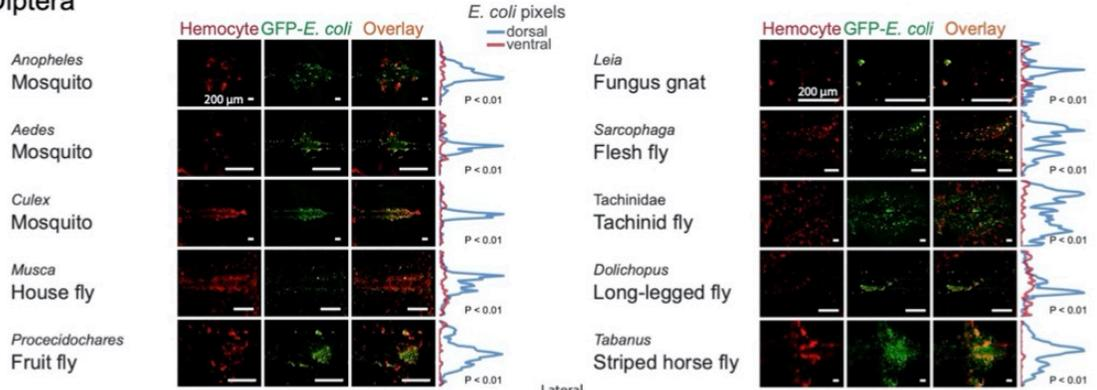 Diptera
E. coli pixels
dorsal
ventral
Hemocyte GFP-E. coli Overlay
Anopheles
Mosquito
200 µm
P < 0.01
Aedes
Mosquito
P < 0.01
Culex
Mosquito
P < 0.01
Musca
House fly
P < 0.01
Procecidochares
Fruit fly
P < 0.01
Hemocyte GFP-E. coli Overlay
Leia
Fungus gnat
200 µm
P < 0.01
Sarcophaga
Flesh fly
P < 0.01
Tachinidae
Tachinid fly
P < 0.01
Dolichopus
Long-legged fly
P < 0.01
Tabanus
Striped horse fly
P < 0.01
Lateral